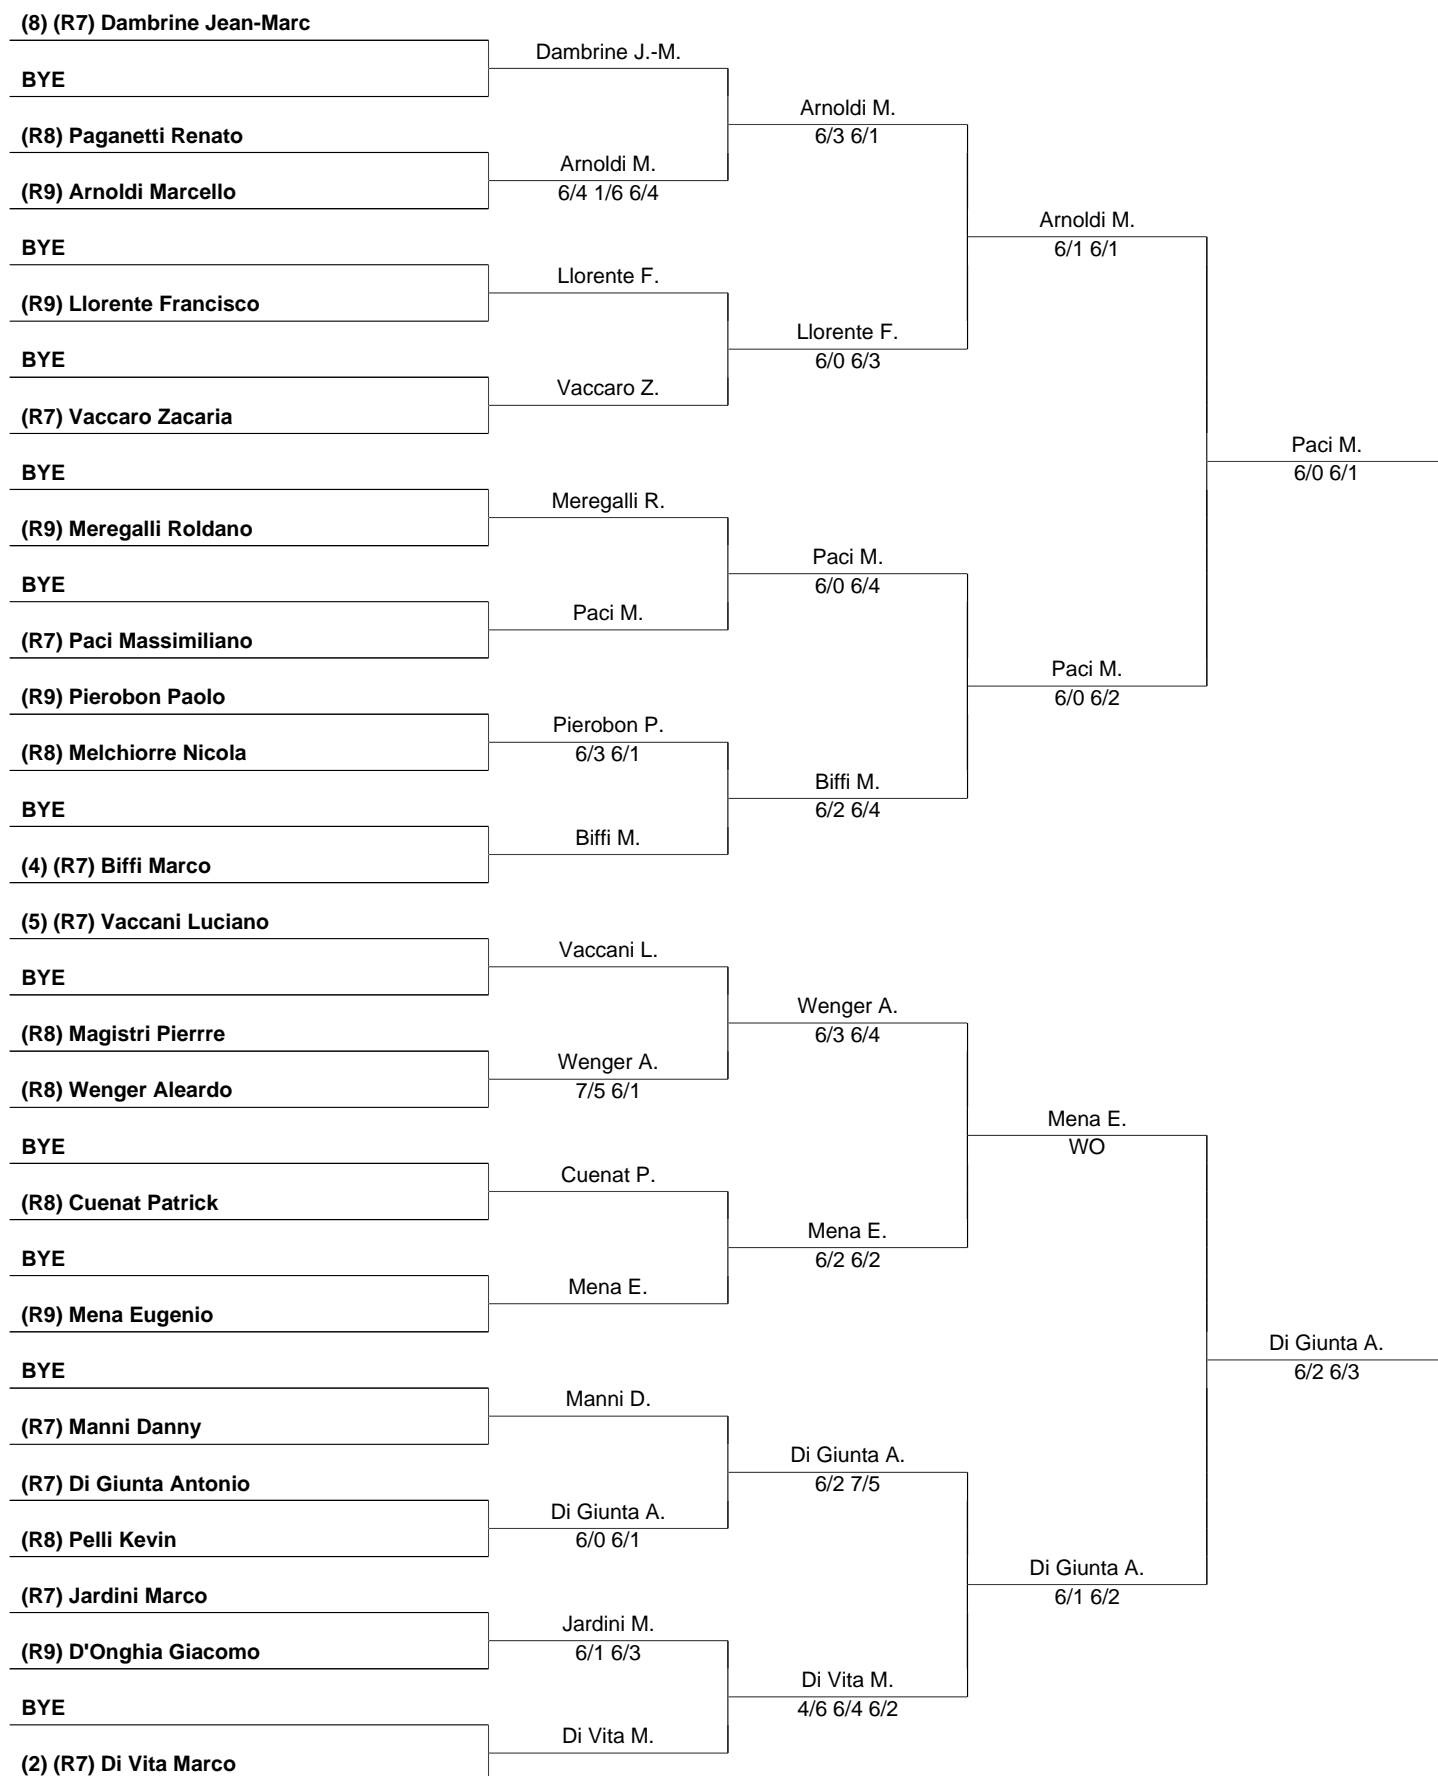 (8) (R7) Dambrine Jean-Marc
Dambrine J.-M.
BYE
Arnoldi M.
6/3 6/1
(R8) Paganetti Renato
Arnoldi M.
6/4 1/6 6/4
(R9) Arnoldi Marcello
Arnoldi M.
6/1 6/1
BYE
Llorente F.
(R9) Llorente Francisco
Llorente F.
6/0 6/3
BYE
Vaccaro Z.
(R7) Vaccaro Zacaria
Paci M.
6/0 6/1
BYE
Meregalli R.
(R9) Meregalli Roldano
Paci M.
6/0 6/4
BYE
Paci M.
(R7) Paci Massimiliano
Paci M.
6/0 6/2
(R9) Pierobon Paolo
Pierobon P.
6/3 6/1
(R8) Melchiorre Nicola
Biffi M.
6/2 6/4
BYE
Biffi M.
(4) (R7) Biffi Marco
(5) (R7) Vaccani Luciano
Vaccani L.
BYE
Wenger A.
6/3 6/4
(R8) Magistri Pierrre
Wenger A.
7/5 6/1
(R8) Wenger Aleardo
Mena E.
WO
BYE
Cuenat P.
(R8) Cuenat Patrick
Mena E.
6/2 6/2
BYE
Mena E.
(R9) Mena Eugenio
Di Giunta A.
6/2 6/3
BYE
Manni D.
(R7) Manni Danny
Di Giunta A.
6/2 7/5
(R7) Di Giunta Antonio
Di Giunta A.
6/0 6/1
(R8) Pelli Kevin
Di Giunta A.
6/1 6/2
(R7) Jardini Marco
Jardini M.
6/1 6/3
(R9) D'Onghia Giacomo
Di Vita M.
4/6 6/4 6/2
BYE
Di Vita M.
(2) (R7) Di Vita Marco